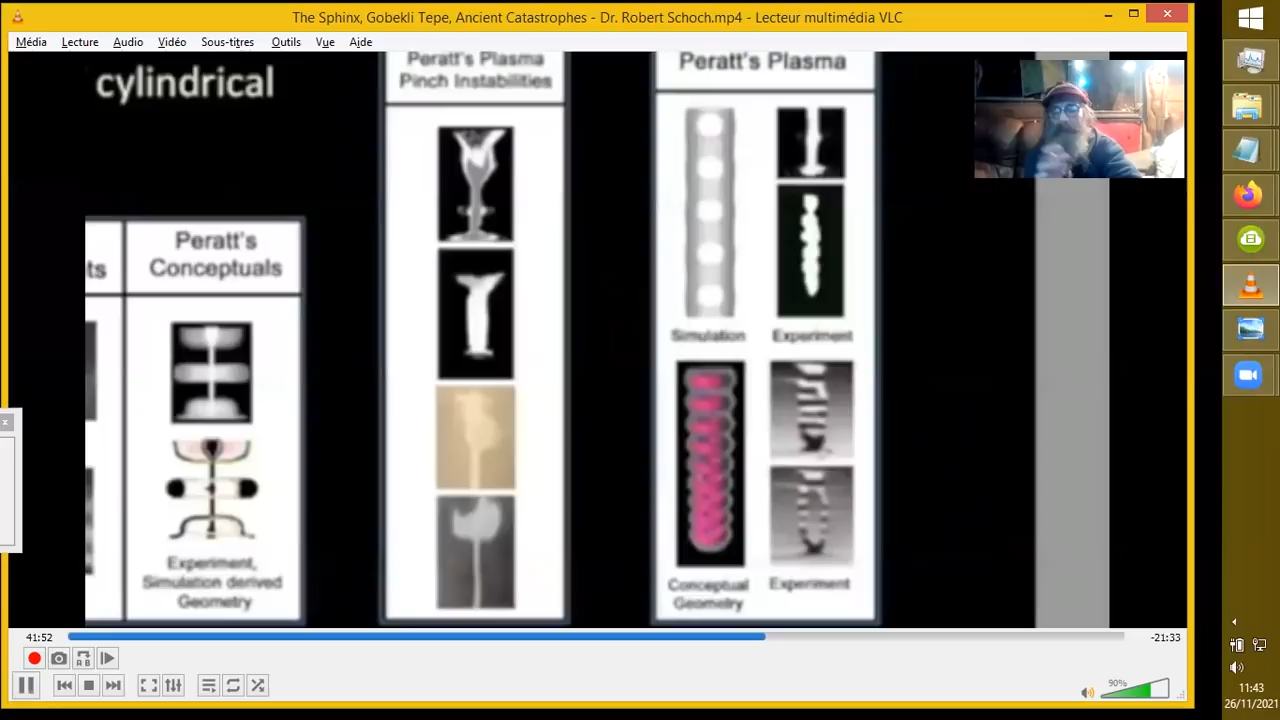 The Sphinx, Gobekli Tepe, Ancient Catastrophes - Dr. Robert Schoch.mp4 - Lecteur multimédia VLC
Média Lecture Audio Vidéo Sous-titres Outils Vue Aide
cylindrical
Peratt's Plasma
Pinch Instabilities
Peratt's Plasma
ts
Peratt's
Conceptuals
Simulation
Experiment
Experiment,
Simulation derived
Geometry
Conceptual
Geometry
Experiment
41:52
-21:33
90%
11:43
26/11/2021